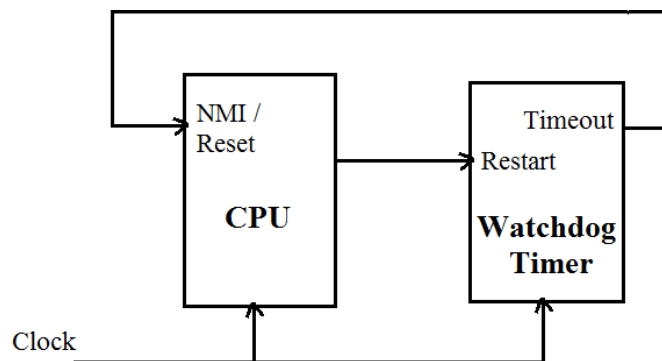 NMI /
Reset
CPU
Timeout
Restart
Watchdog
Timer
Clock